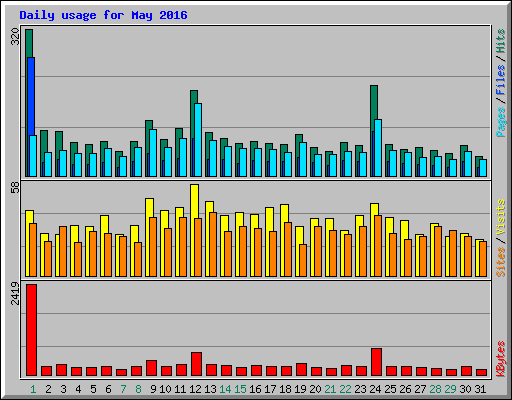 Daily usage for May 2016
320
Pages / Files / Hits
58
Sites / Visits
2419
KBytes
1 2 3 4 5 6 7 8 9 10 11 12 13 14 15 16 17 18 19 20 21 22 23 24 25 26 27 28 29 30 31